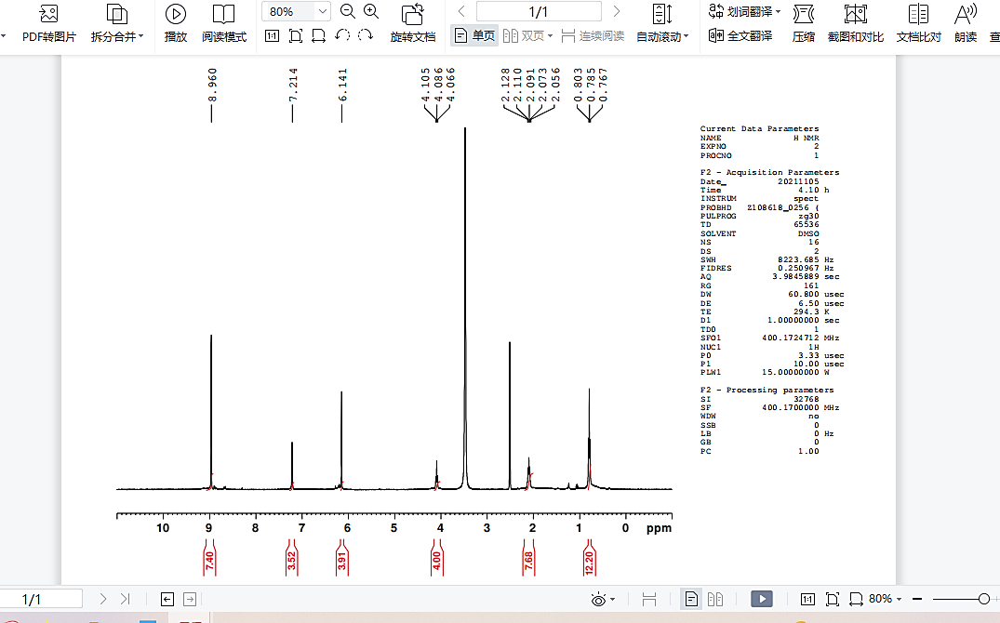 80%
1/1
划词翻译
PDF转图片
拆分合并
播放
阅读模式
旋转文档
单页
双页
连续阅读
自动滚动
全文翻译
压缩
截图和对比
文档比对
朗读
查
8.960
7.214
6.141
4.105
4.086
4.066
2.128
2.110
2.091
2.073
2.056
0.803
0.785
0.767
Current Data Parameters
NAME H NMR
EXPNO 2
PROCNO 1
F2 - Acquisition Parameters
Date_ 20211105
Time 4.10 h
INSTRUM spect
PROBHD Z108618_0256 (
PULPROG zg30
TD 65536
SOLVENT DMSO
NS 16
DS 2
SWH 8223.685 Hz
FIDRES 0.250967 Hz
AQ 3.9845889 sec
RG 161
DW 60.800 usec
DE 6.50 usec
TE 294.3 K
D1 1.00000000 sec
TD0 1
SFO1 400.1724712 MHz
NUC1 1H
P0 3.33 usec
P1 10.00 usec
PLW1 15.00000000 W
F2 - Processing parameters
SI 32768
SF 400.1700000 MHz
WDW no
SSB 0
LB 0 Hz
GB 0
PC 1.00
10 9 8 7 6 5 4 3 2 1 0 ppm
7.40
3.52
3.91
4.00
7.68
12.20
1/1
1:1
80%